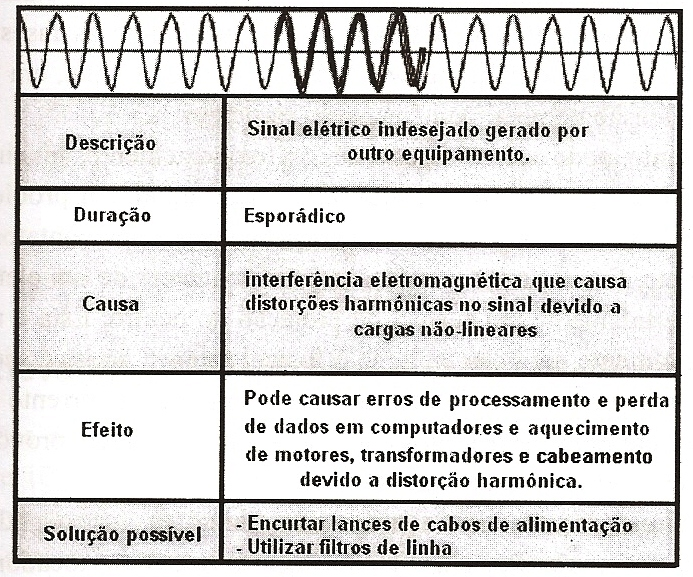 Descrição
Sinal elétrico indesejado gerado por
outro equipamento.
Duração
Esporádico
Causa
interferência eletromagnética que causa
distorções harmônicas no sinal devido a
cargas não-lineares
Efeito
Pode causar erros de processamento e perda
de dados em computadores e aquecimento
de motores, transformadores e cabeamento
devido a distorção harmônica.
Solução possível
- Encurtar lances de cabos de alimentação
- Utilizar filtros de linha